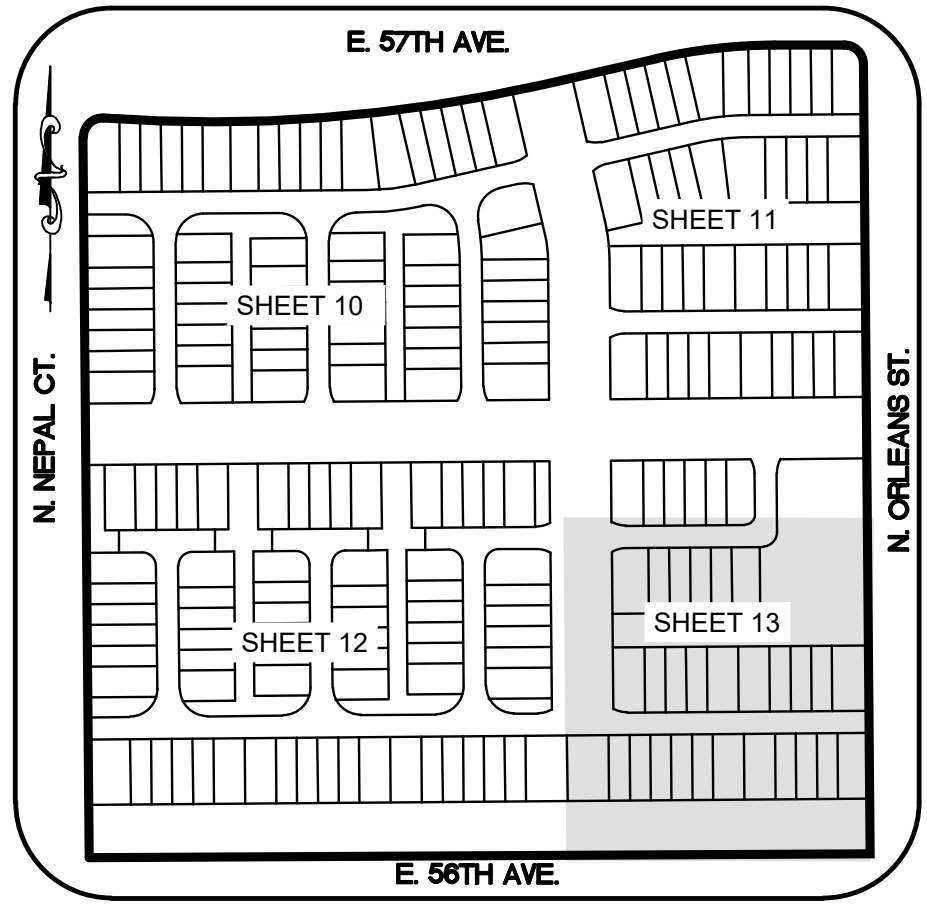 E. 57TH AVE.
SHEET 11
SHEET 10
N. NEPAL CT.
N. ORLEANS ST.
SHEET 13
SHEET 12
E. 56TH AVE.